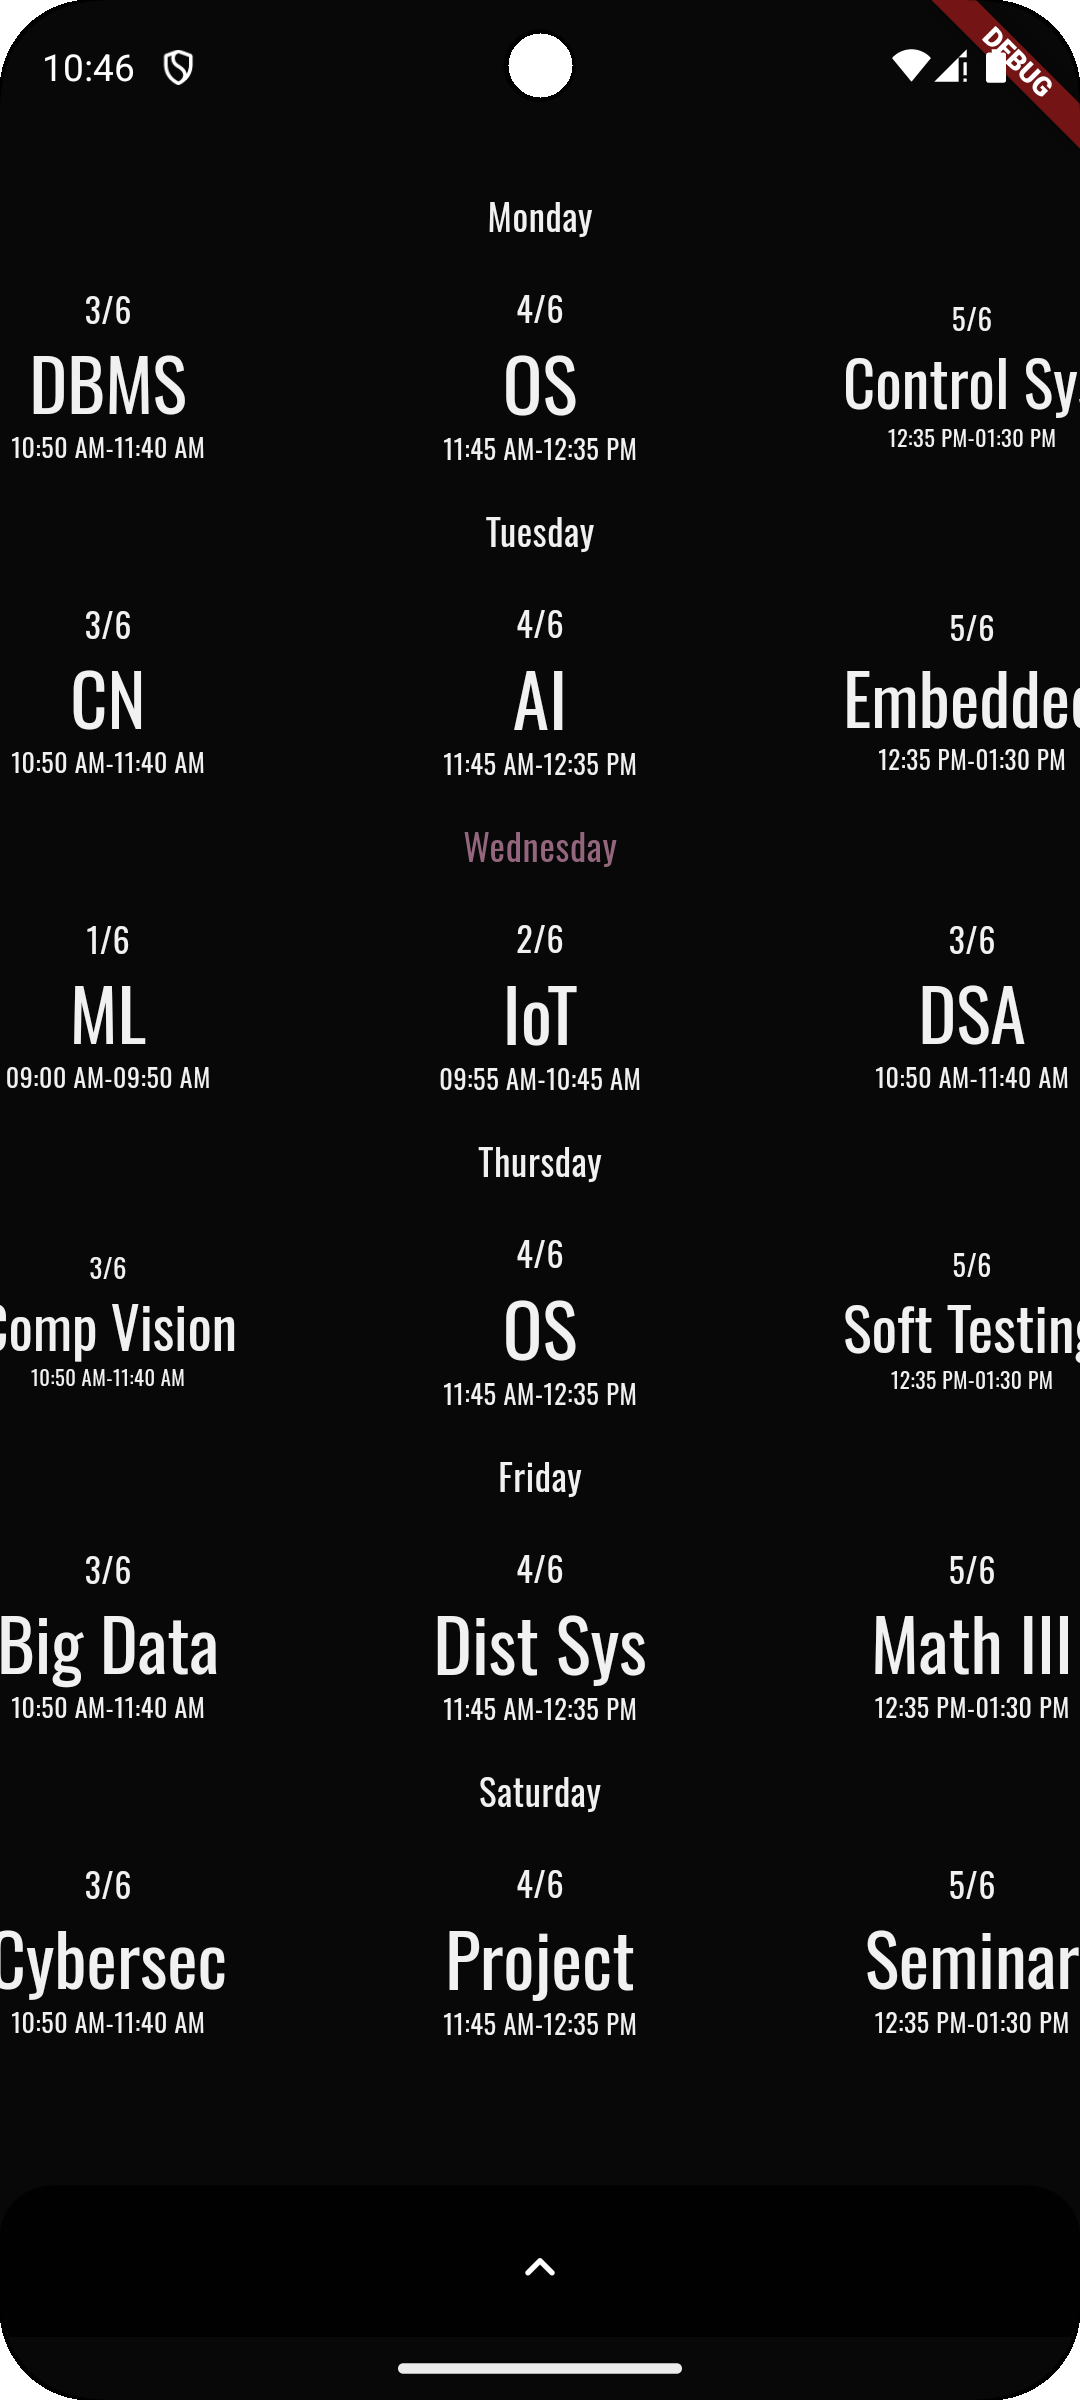 10:46
DEBUG
Monday
3/6 4/6 5/6
DBMS OS Control Sys
10:50 AM-11:40 AM 11:45 AM-12:35 PM 12:35 PM-01:30 PM
Tuesday
3/6 4/6 5/6
CN AI Embedded
10:50 AM-11:40 AM 11:45 AM-12:35 PM 12:35 PM-01:30 PM
Wednesday
1/6 2/6 3/6
ML IoT DSA
09:00 AM-09:50 AM 09:55 AM-10:45 AM 10:50 AM-11:40 AM
Thursday
3/6 4/6 5/6
Comp Vision OS Soft Testing
10:50 AM-11:40 AM 11:45 AM-12:35 PM 12:35 PM-01:30 PM
Friday
3/6 4/6 5/6
Big Data Dist Sys Math III
10:50 AM-11:40 AM 11:45 AM-12:35 PM 12:35 PM-01:30 PM
Saturday
3/6 4/6 5/6
Cybersec Project Seminar
10:50 AM-11:40 AM 11:45 AM-12:35 PM 12:35 PM-01:30 PM